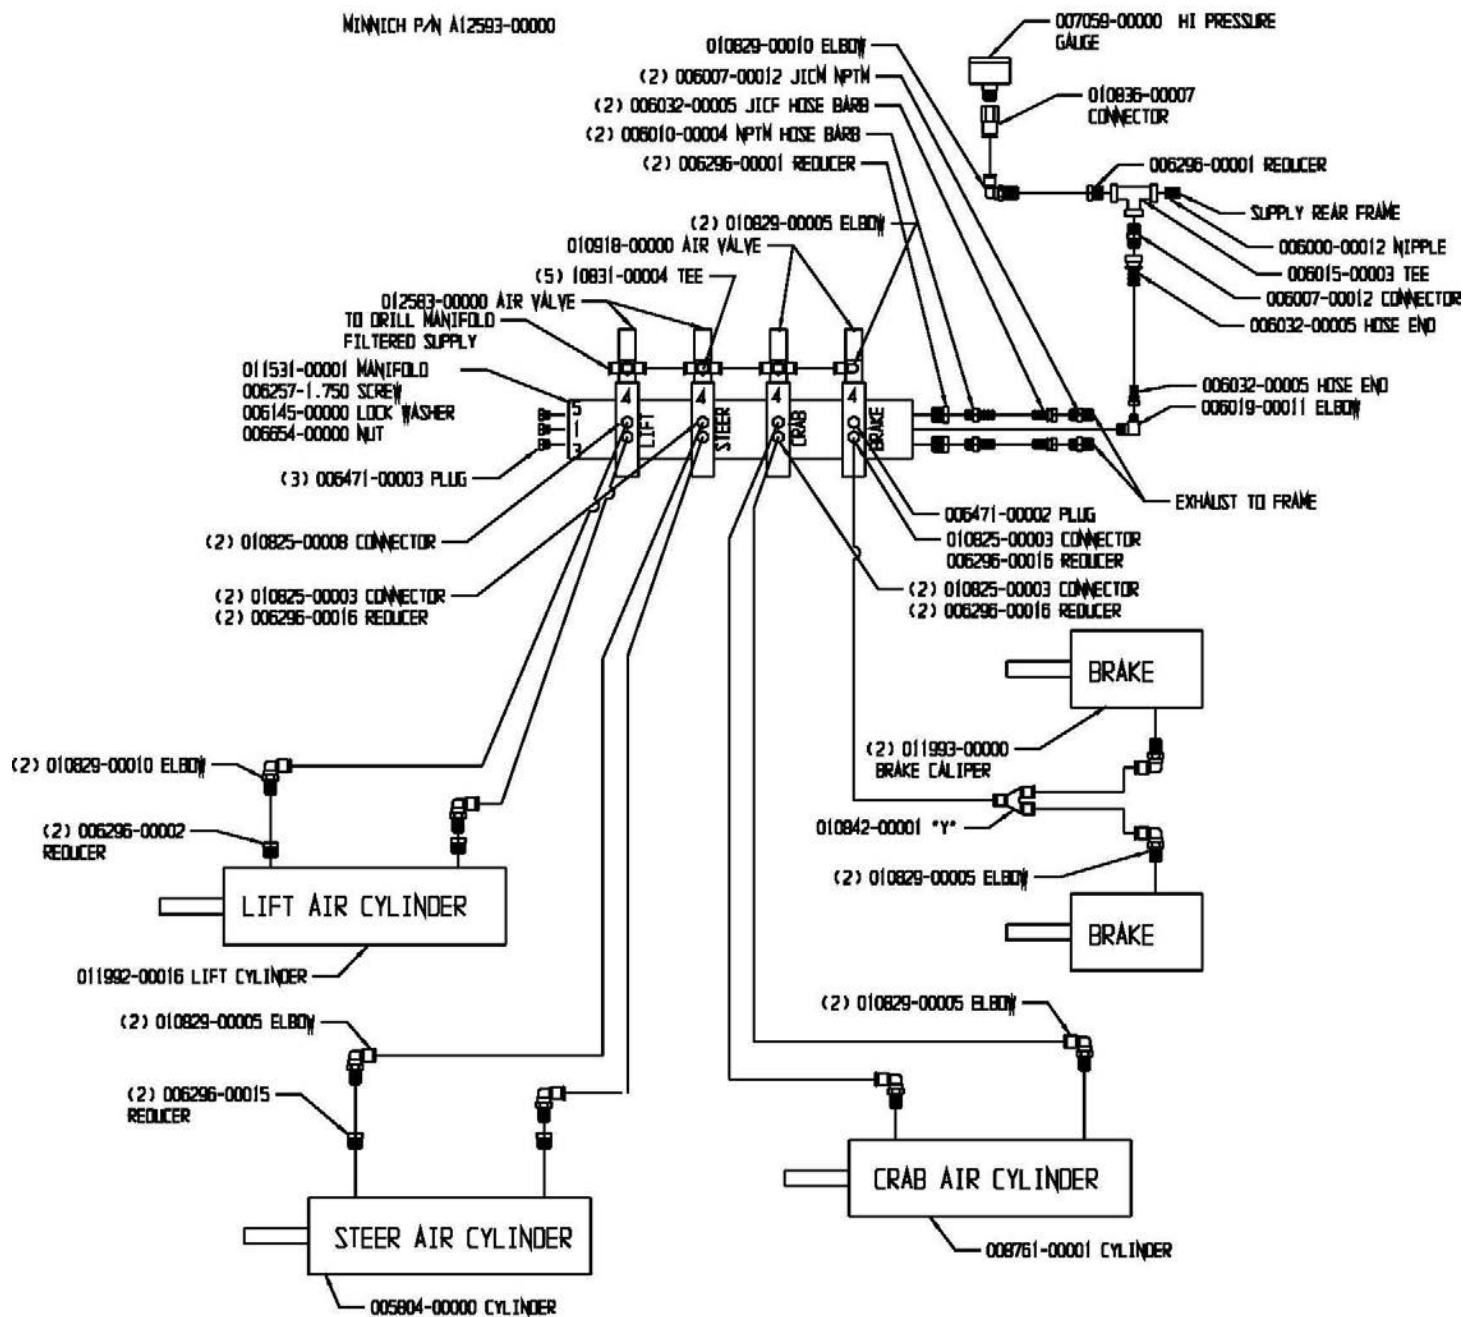 MINNICH P/N A12593-00000
007059-00000 HI PRESSURE
GAUGE
010829-00010 ELBOW
(2) 006007-00012 JICM NPTM
(2) 006032-00005 JICF HOSE BARB
(2) 006010-00004 NPTM HOSE BARB
(2) 006296-00001 REDUCER
010836-00007
CONNECTOR
006296-00001 REDUCER
SUPPLY REAR FRAME
006000-00012 NIPPLE
006015-00003 TEE
006007-00012 CONNECTOR
006032-00005 HOSE END
(2) 010829-00005 ELBOW
010918-00000 AIR VALVE
(5) 10831-00004 TEE
012583-00000 AIR VALVE
TO DRILL MANIFOLD
FILTERED SUPPLY
011531-00001 MANIFOLD
006257-1.750 SCREW
006145-00000 LOCK WASHER
006654-00000 NUT
(3) 006471-00003 PLUG
5
1
3
4
LIFT
4
STEER
4
CRAB
4
BRAKE
006032-00005 HOSE END
006019-00011 ELBOW
EXHAUST TO FRAME
(2) 010825-00008 CONNECTOR
(2) 010825-00003 CONNECTOR
(2) 006296-00016 REDUCER
006471-00002 PLUG
010825-00003 CONNECTOR
006296-00016 REDUCER
(2) 010825-00003 CONNECTOR
(2) 006296-00016 REDUCER
BRAKE
(2) 011993-00000
BRAKE CALIPER
(2) 010829-00010 ELBOW
(2) 006296-00002
REDUCER
010842-00001 "Y"
(2) 010829-00005 ELBOW
BRAKE
LIFT AIR CYLINDER
011992-00016 LIFT CYLINDER
(2) 010829-00005 ELBOW
(2) 010829-00005 ELBOW
(2) 006296-00015
REDUCER
CRAB AIR CYLINDER
STEER AIR CYLINDER
008761-00001 CYLINDER
005804-00000 CYLINDER